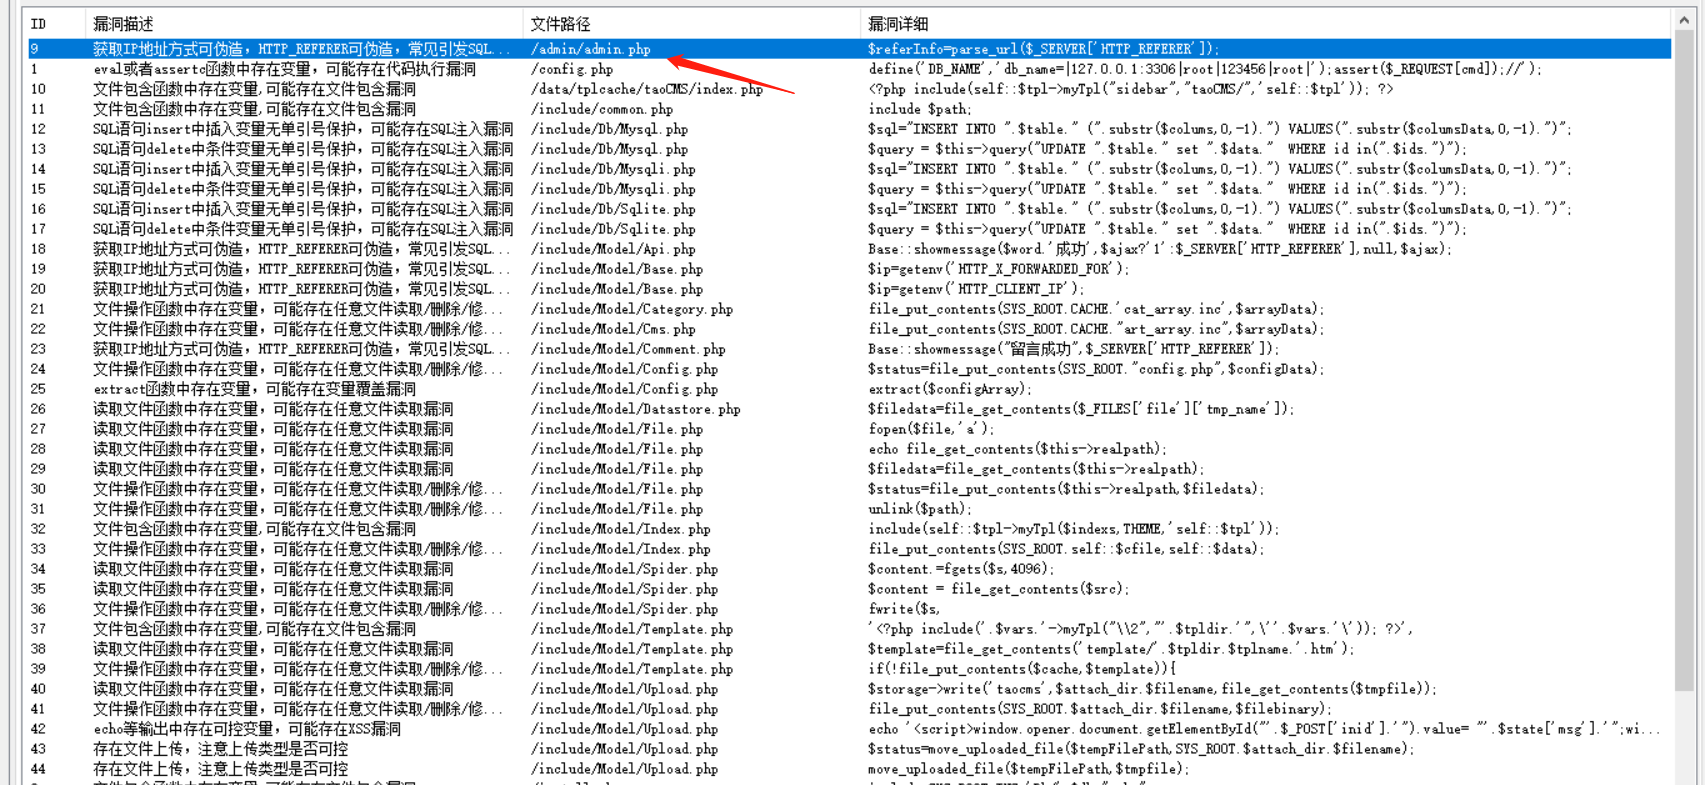 ID 漏洞描述 文件路径 漏洞详细
9 获取IP地址方式可伪造，HTTP_REFERER可伪造，常见引发SQL... /admin/admin.php $referInfo=parse_url($_SERVER['HTTP_REFERER']);
1 eval或者assertc函数中存在变量，可能存在代码执行漏洞 /config.php define('DB_NAME','db_name=|127.0.0.1:3306|root|123456|root|');assert($_REQUEST[cmd]);//');
10 文件包含函数中存在变量,可能存在文件包含漏洞 /data/tplcache/taoCMS/index.php <?php include(self::$tpl->myTpl("sidebar","taoCMS/",'self::$tpl')); ?>
11 文件包含函数中存在变量,可能存在文件包含漏洞 /include/common.php include $path;
12 SQL语句insert中插入变量无单引号保护，可能存在SQL注入漏洞 /include/Db/Mysql.php $sql="INSERT INTO ".$table." (".substr($colums,0,-1).") VALUES(".substr($columsData,0,-1).")";
13 SQL语句delete中条件变量无单引号保护，可能存在SQL注入漏洞 /include/Db/Mysql.php $query = $this->query("UPDATE ".$table." set ".$data."  WHERE id in(".$ids.")");
14 SQL语句insert中插入变量无单引号保护，可能存在SQL注入漏洞 /include/Db/Mysqli.php $sql="INSERT INTO ".$table." (".substr($colums,0,-1).") VALUES(".substr($columsData,0,-1).")";
15 SQL语句delete中条件变量无单引号保护，可能存在SQL注入漏洞 /include/Db/Mysqli.php $query = $this->query("UPDATE ".$table." set ".$data."  WHERE id in(".$ids.")");
16 SQL语句insert中插入变量无单引号保护，可能存在SQL注入漏洞 /include/Db/Sqlite.php $sql="INSERT INTO ".$table." (".substr($colums,0,-1).") VALUES(".substr($columsData,0,-1).")";
17 SQL语句delete中条件变量无单引号保护，可能存在SQL注入漏洞 /include/Db/Sqlite.php $query = $this->query("UPDATE ".$table." set ".$data."  WHERE id in(".$ids.")");
18 获取IP地址方式可伪造，HTTP_REFERER可伪造，常见引发SQL... /include/Model/Api.php Base::showmessage($word.'成功',$ajax?'1':$_SERVER['HTTP_REFERER'],null,$ajax);
19 获取IP地址方式可伪造，HTTP_REFERER可伪造，常见引发SQL... /include/Model/Base.php $ip=getenv('HTTP_X_FORWARDED_FOR');
20 获取IP地址方式可伪造，HTTP_REFERER可伪造，常见引发SQL... /include/Model/Base.php $ip=getenv('HTTP_CLIENT_IP');
21 文件操作函数中存在变量，可能存在任意文件读取/删除/修... /include/Model/Category.php file_put_contents(SYS_ROOT.CACHE.'cat_array.inc',$arrayData);
22 文件操作函数中存在变量，可能存在任意文件读取/删除/修... /include/Model/Cms.php file_put_contents(SYS_ROOT.CACHE."art_array.inc",$arrayData);
23 获取IP地址方式可伪造，HTTP_REFERER可伪造，常见引发SQL... /include/Model/Comment.php Base::showmessage("留言成功",$_SERVER['HTTP_REFERER']);
24 文件操作函数中存在变量，可能存在任意文件读取/删除/修... /include/Model/Config.php $status=file_put_contents(SYS_ROOT."config.php",$configData);
25 extract函数中存在变量，可能存在变量覆盖漏洞 /include/Model/Config.php extract($configArray);
26 读取文件函数中存在变量，可能存在任意文件读取漏洞 /include/Model/Datastore.php $filedata=file_get_contents($_FILES['file']['tmp_name']);
27 读取文件函数中存在变量，可能存在任意文件读取漏洞 /include/Model/File.php fopen($file,'a');
28 读取文件函数中存在变量，可能存在任意文件读取漏洞 /include/Model/File.php echo file_get_contents($this->realpath);
29 读取文件函数中存在变量，可能存在任意文件读取漏洞 /include/Model/File.php $filedata=file_get_contents($this->realpath);
30 文件操作函数中存在变量，可能存在任意文件读取/删除/修... /include/Model/File.php $status=file_put_contents($this->realpath,$filedata);
31 文件操作函数中存在变量，可能存在任意文件读取/删除/修... /include/Model/File.php unlink($path);
32 文件包含函数中存在变量,可能存在文件包含漏洞 /include/Model/Index.php include(self::$tpl->myTpl($indexs,THEME,'self::$tpl'));
33 文件操作函数中存在变量，可能存在任意文件读取/删除/修... /include/Model/Index.php file_put_contents(SYS_ROOT.self::$cfile,self::$data);
34 读取文件函数中存在变量，可能存在任意文件读取漏洞 /include/Model/Spider.php $content.=fgets($s,4096);
35 读取文件函数中存在变量，可能存在任意文件读取漏洞 /include/Model/Spider.php $content = file_get_contents($src);
36 文件操作函数中存在变量，可能存在任意文件读取/删除/修... /include/Model/Spider.php fwrite($s,
37 文件包含函数中存在变量,可能存在文件包含漏洞 /include/Model/Template.php '<?php include('.$vars.'->myTpl("\\2","'.$tpldir.'",\''.$vars.'\')); ?>',
38 读取文件函数中存在变量，可能存在任意文件读取漏洞 /include/Model/Template.php $template=file_get_contents('template/'.$tpldir.$tplname.'.htm');
39 文件操作函数中存在变量，可能存在任意文件读取/删除/修... /include/Model/Template.php if(!file_put_contents($cache,$template)){
40 读取文件函数中存在变量，可能存在任意文件读取漏洞 /include/Model/Upload.php $storage->write('taocms',$attach_dir.$filename,file_get_contents($tmpfile));
41 文件操作函数中存在变量，可能存在任意文件读取/删除/修... /include/Model/Upload.php file_put_contents(SYS_ROOT.$attach_dir.$filename,$filebinary);
42 echo等输出中存在可控变量，可能存在XSS漏洞 /include/Model/Upload.php echo '<script>window.opener.document.getElementById("'.$_POST['inid'].'").value= "'.$state['msg'].'";wi...
43 存在文件上传，注意上传类型是否可控 /include/Model/Upload.php $status=move_uploaded_file($tempFilePath,SYS_ROOT.$attach_dir.$filename);
44 存在文件上传，注意上传类型是否可控 /include/Model/Upload.php move_uploaded_file($tempFilePath,$tmpfile);